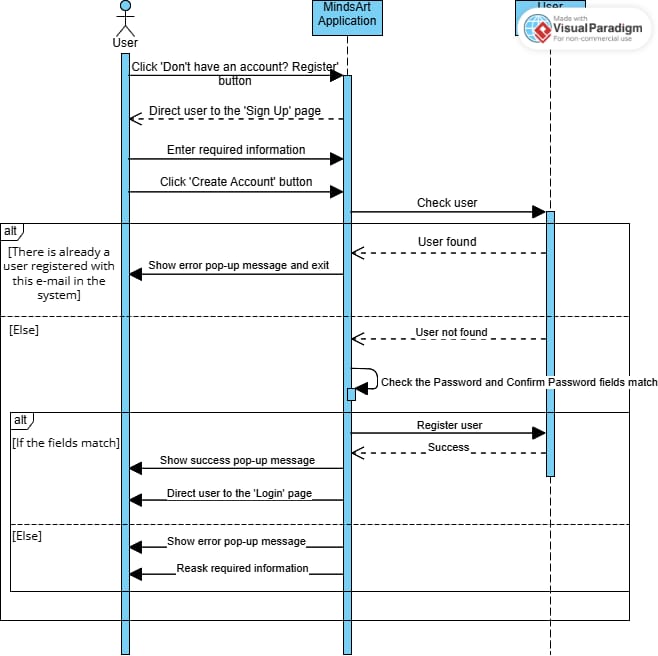 MindsArt
Application
User
Made with
VisualParadigm
For non-commercial use
User
Click 'Don't have an account? Register'
button
Direct user to the 'Sign Up' page
Enter required information
Click 'Create Account' button
Check user
alt
[There is already a
user registered with
this e-mail in the
system]
User found
Show error pop-up message and exit
[Else]
User not found
Check the Password and Confirm Password fields match
alt
[If the fields match]
Register user
Success
Show success pop-up message
Direct user to the 'Login' page
[Else]
Show error pop-up message
Reask required information